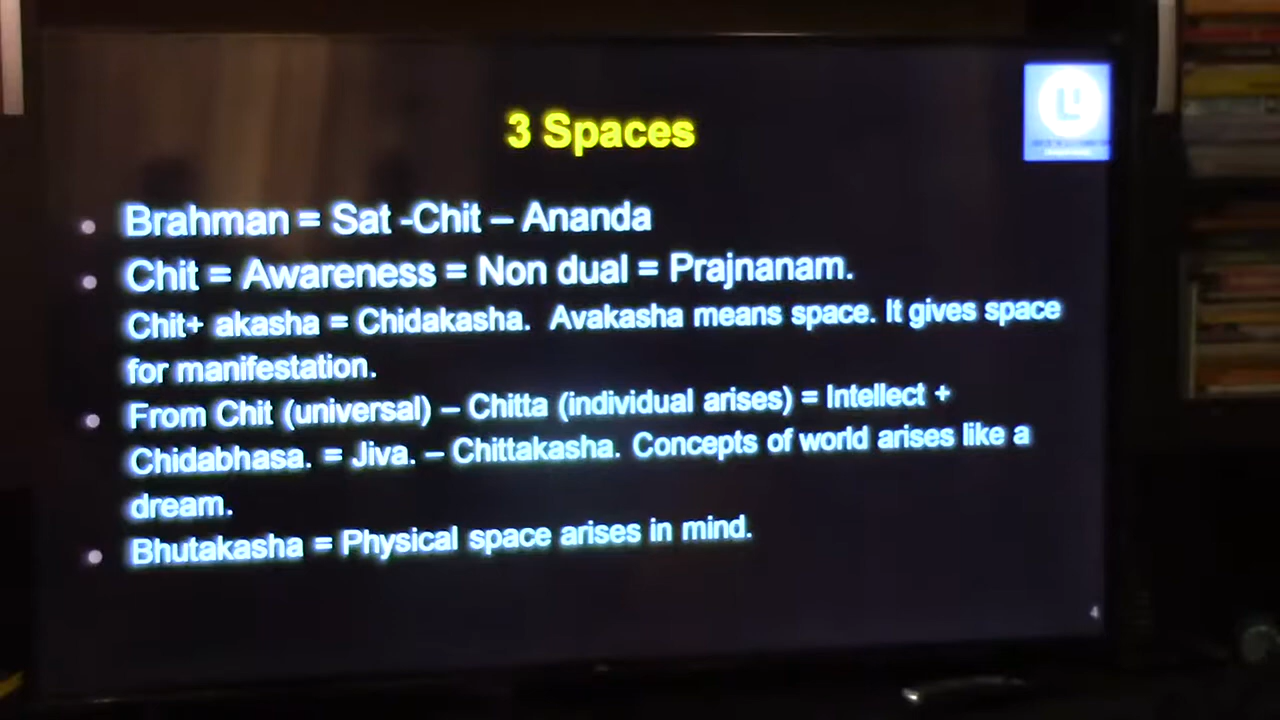 3 Spaces
Brahman = Sat -Chit – Ananda
Chit = Awareness = Non dual = Prajnanam.
Chit+ akasha = Chidakasha. Avakasha means space. It gives space
for manifestation.
From Chit (universal) – Chitta (individual arises) = Intellect +
Chidabhasa. = Jiva. – Chittakasha. Concepts of world arises like a
dream.
Bhutakasha = Physical space arises in mind.
4